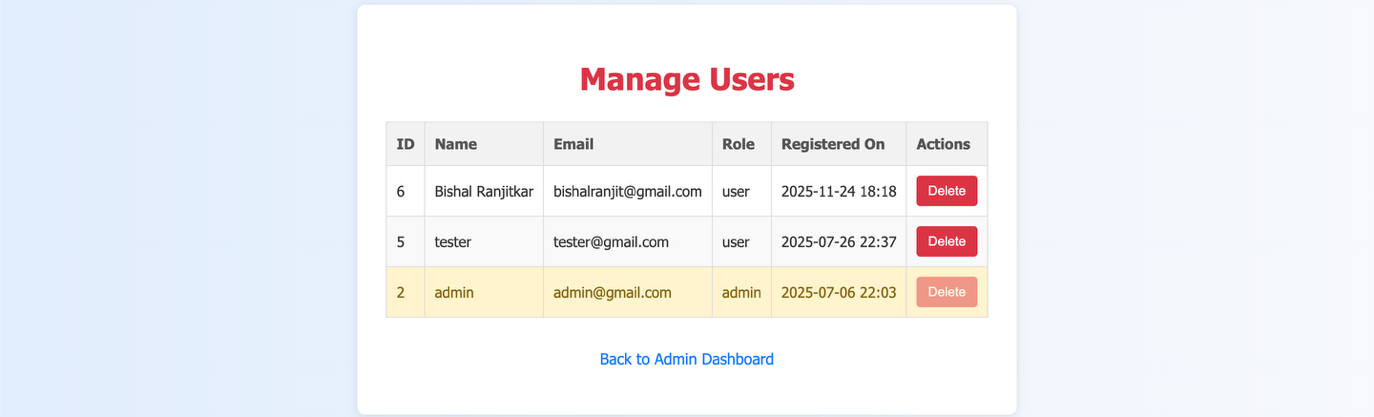 Manage Users
ID Name Email Role Registered On Actions
6 Bishal Ranjitkar bishalranjit@gmail.com user 2025-11-24 18:18 Delete
5 tester tester@gmail.com user 2025-07-26 22:37 Delete
2 admin admin@gmail.com admin 2025-07-06 22:03 Delete
Back to Admin Dashboard